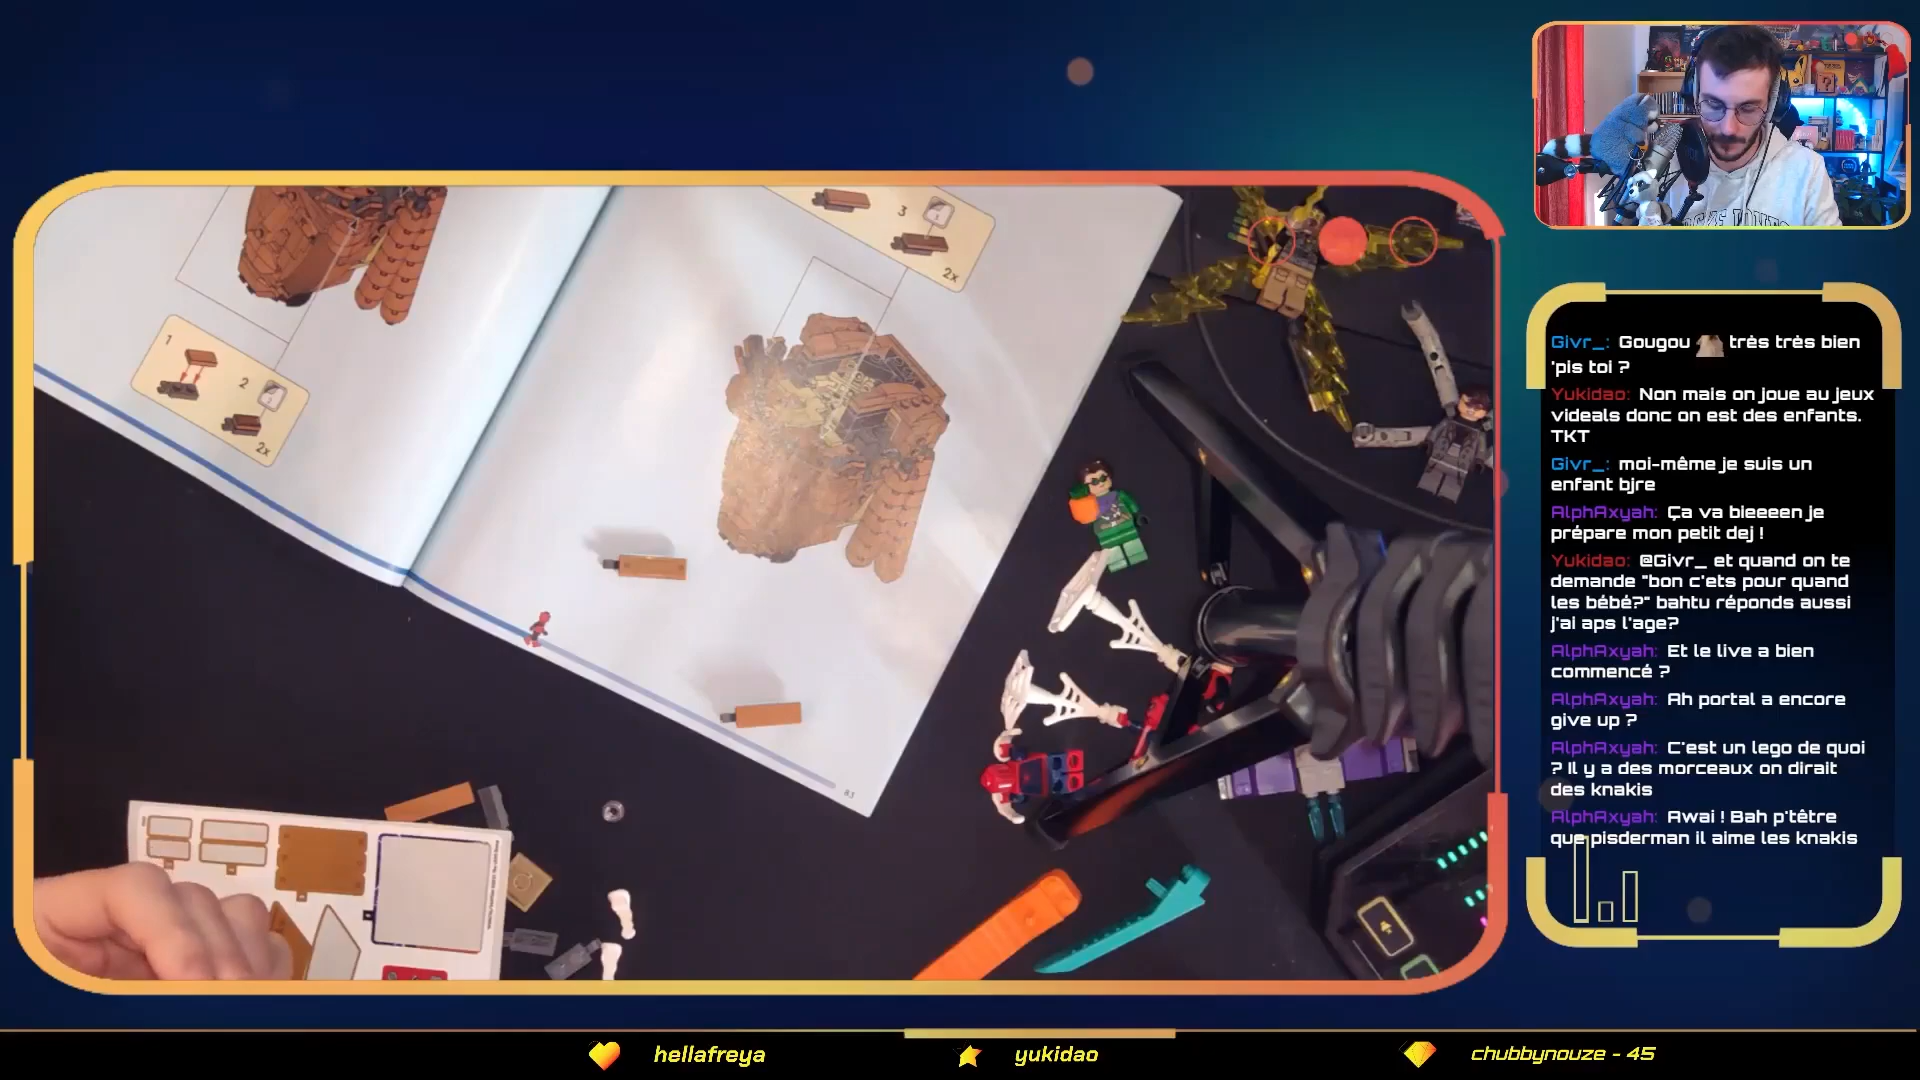 3
2x
1
2
2x
83
Givr_: Gougou très très bien
'pis toi ?
Yukidao: Non mais on joue au jeux
videals donc on est des enfants.
TKT
Givr_: moi-même je suis un
enfant bjre
AlphAxyah: Ça va bieeeen je
prépare mon petit dej !
Yukidao: @Givr_ et quand on te
demande "bon c'ets pour quand
les bébé?" bahtu réponds aussi
j'ai aps l'age?
AlphAxyah: Et le live a bien
commencé ?
AlphAxyah: Ah portal a encore
give up ?
AlphAxyah: C'est un lego de quoi
? Il y a des morceaux on dirait
des knakis
AlphAxyah: Awai ! Bah p'têtre
que pisderman il aime les knakis
hellafreya
yukidao
chubbynouze - 45